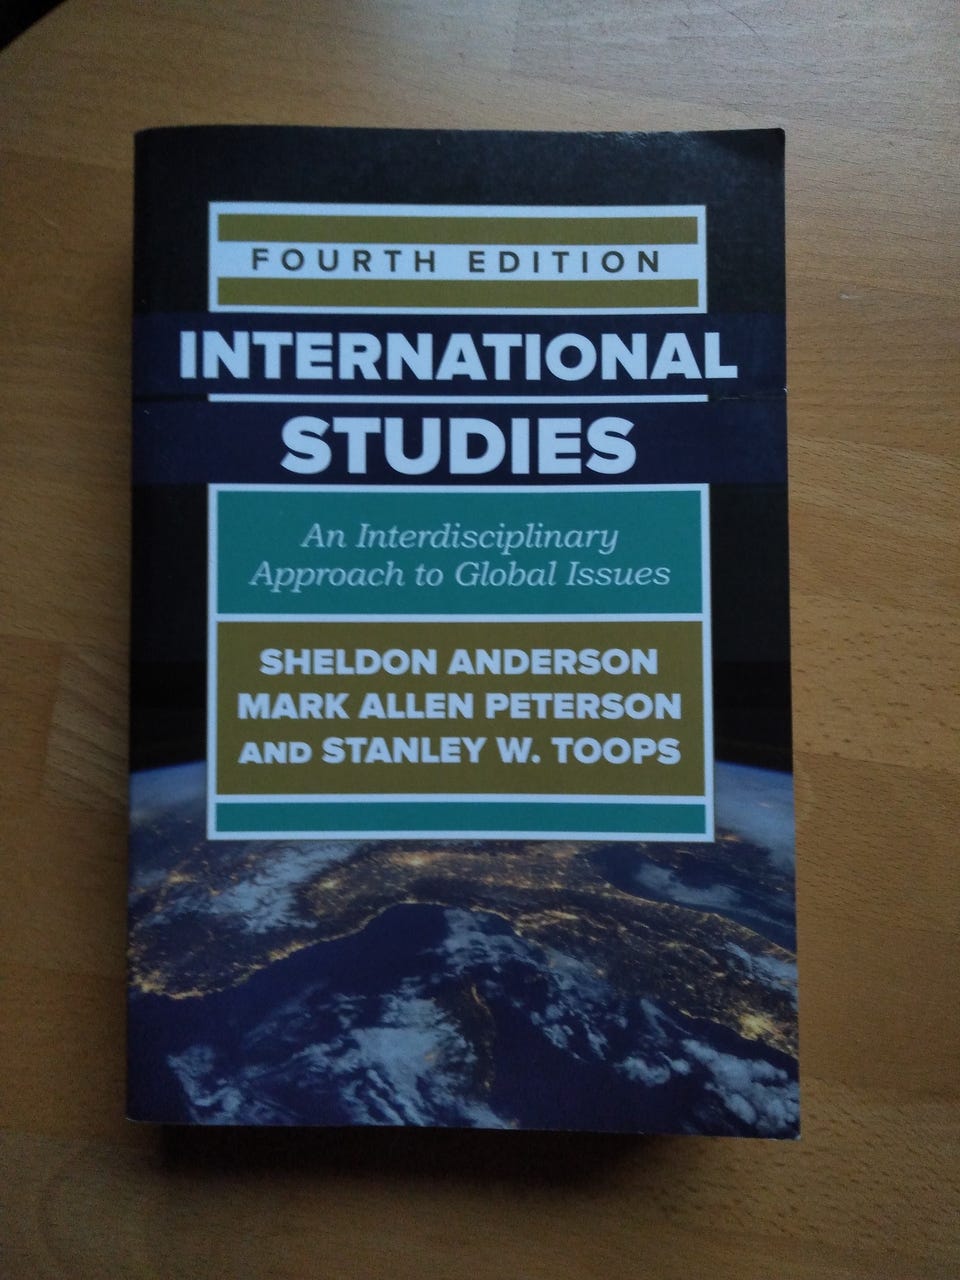 FOURTH EDITION
INTERNATIONAL
STUDIES
An Interdisciplinary
Approach to Global Issues
SHELDON ANDERSON
MARK ALLEN PETERSON
AND STANLEY W. TOOPS